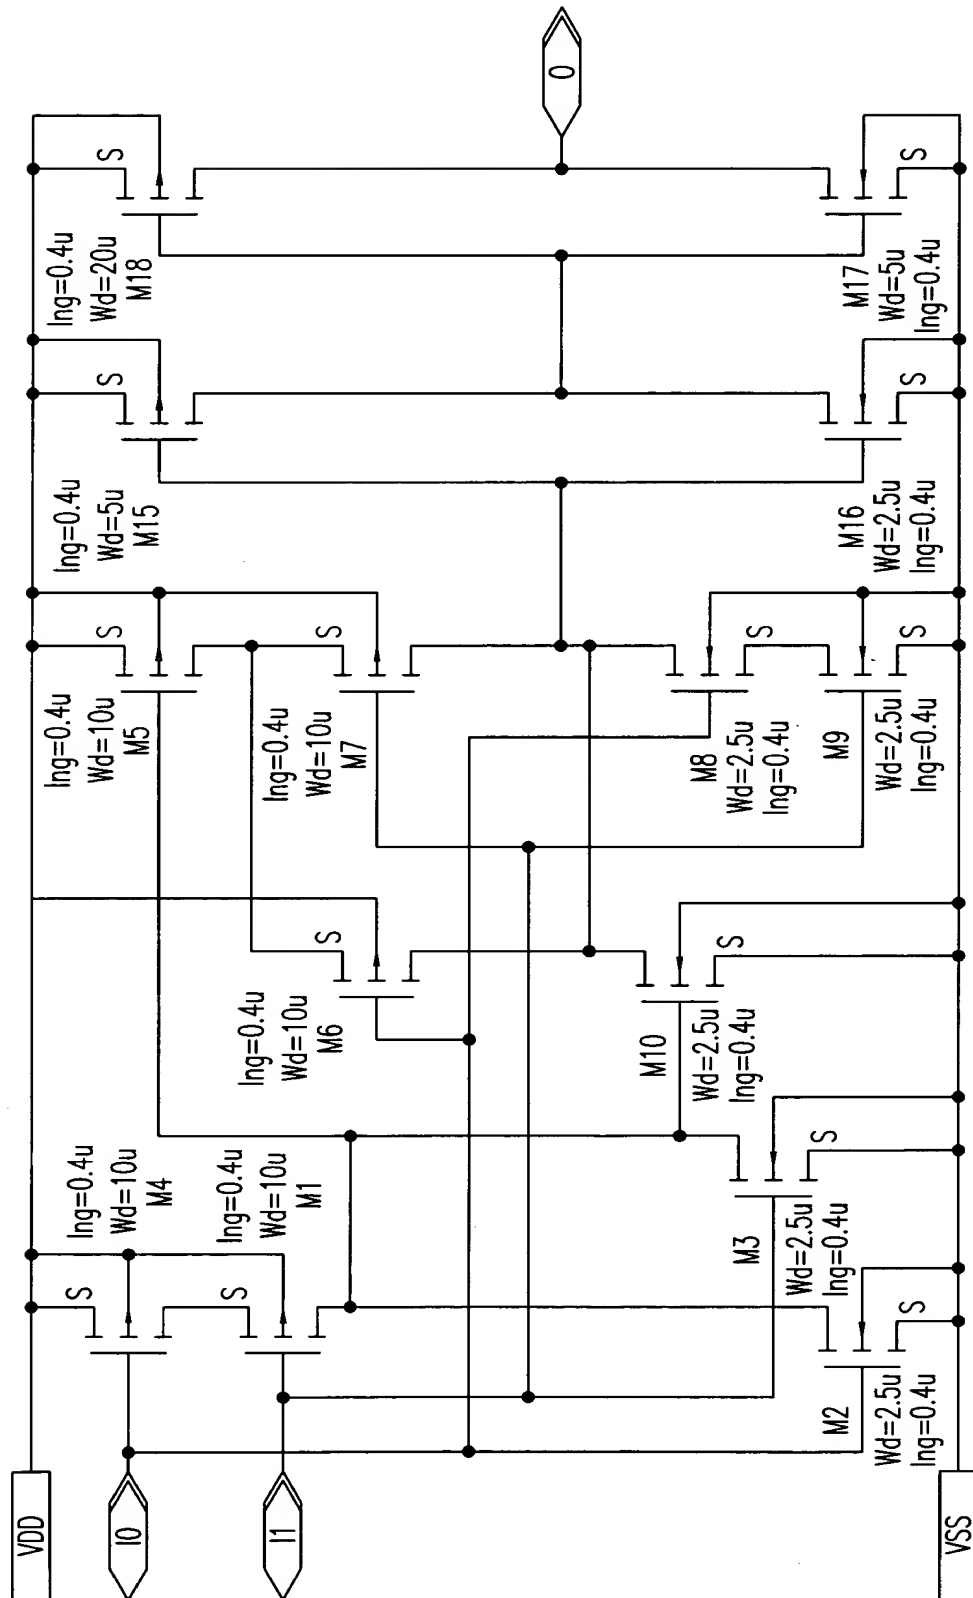 VDD
I0
I1
VSS
S
lng=0.4u
Wd=10u
M4
S
lng=0.4u
Wd=10u
M1
S
M2
Wd=2.5u
lng=0.4u
S
M3
Wd=2.5u
lng=0.4u
S
lng=0.4u
Wd=10u
M6
S
M10
Wd=2.5u
lng=0.4u
S
lng=0.4u
Wd=10u
M5
S
lng=0.4u
Wd=10u
M7
S
M8
Wd=2.5u
lng=0.4u
S
M9
Wd=2.5u
lng=0.4u
S
lng=0.4u
Wd=5u
M15
S
M16
Wd=2.5u
lng=0.4u
S
lng=0.4u
Wd=20u
M18
S
M17
Wd=5u
lng=0.4u
S
O